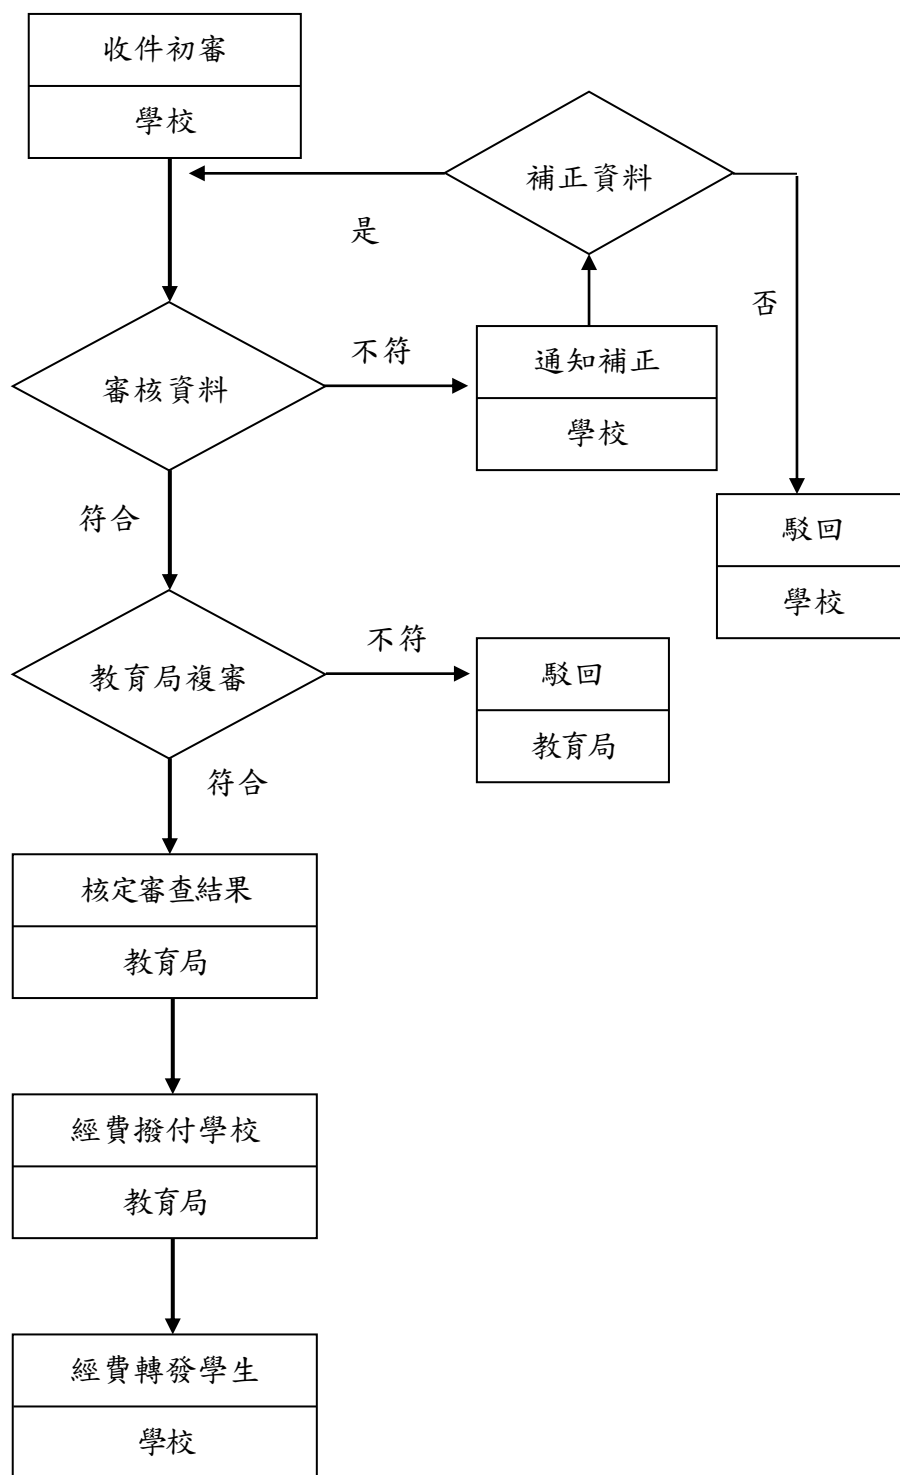 收件初審
學校
補正資料
是
否
不符
通知補正
學校
審核資料
符合
駁回
學校
不符
教育局複審
駁回
教育局
符合
核定審查結果
教育局
經費撥付學校
教育局
經費轉發學生
學校